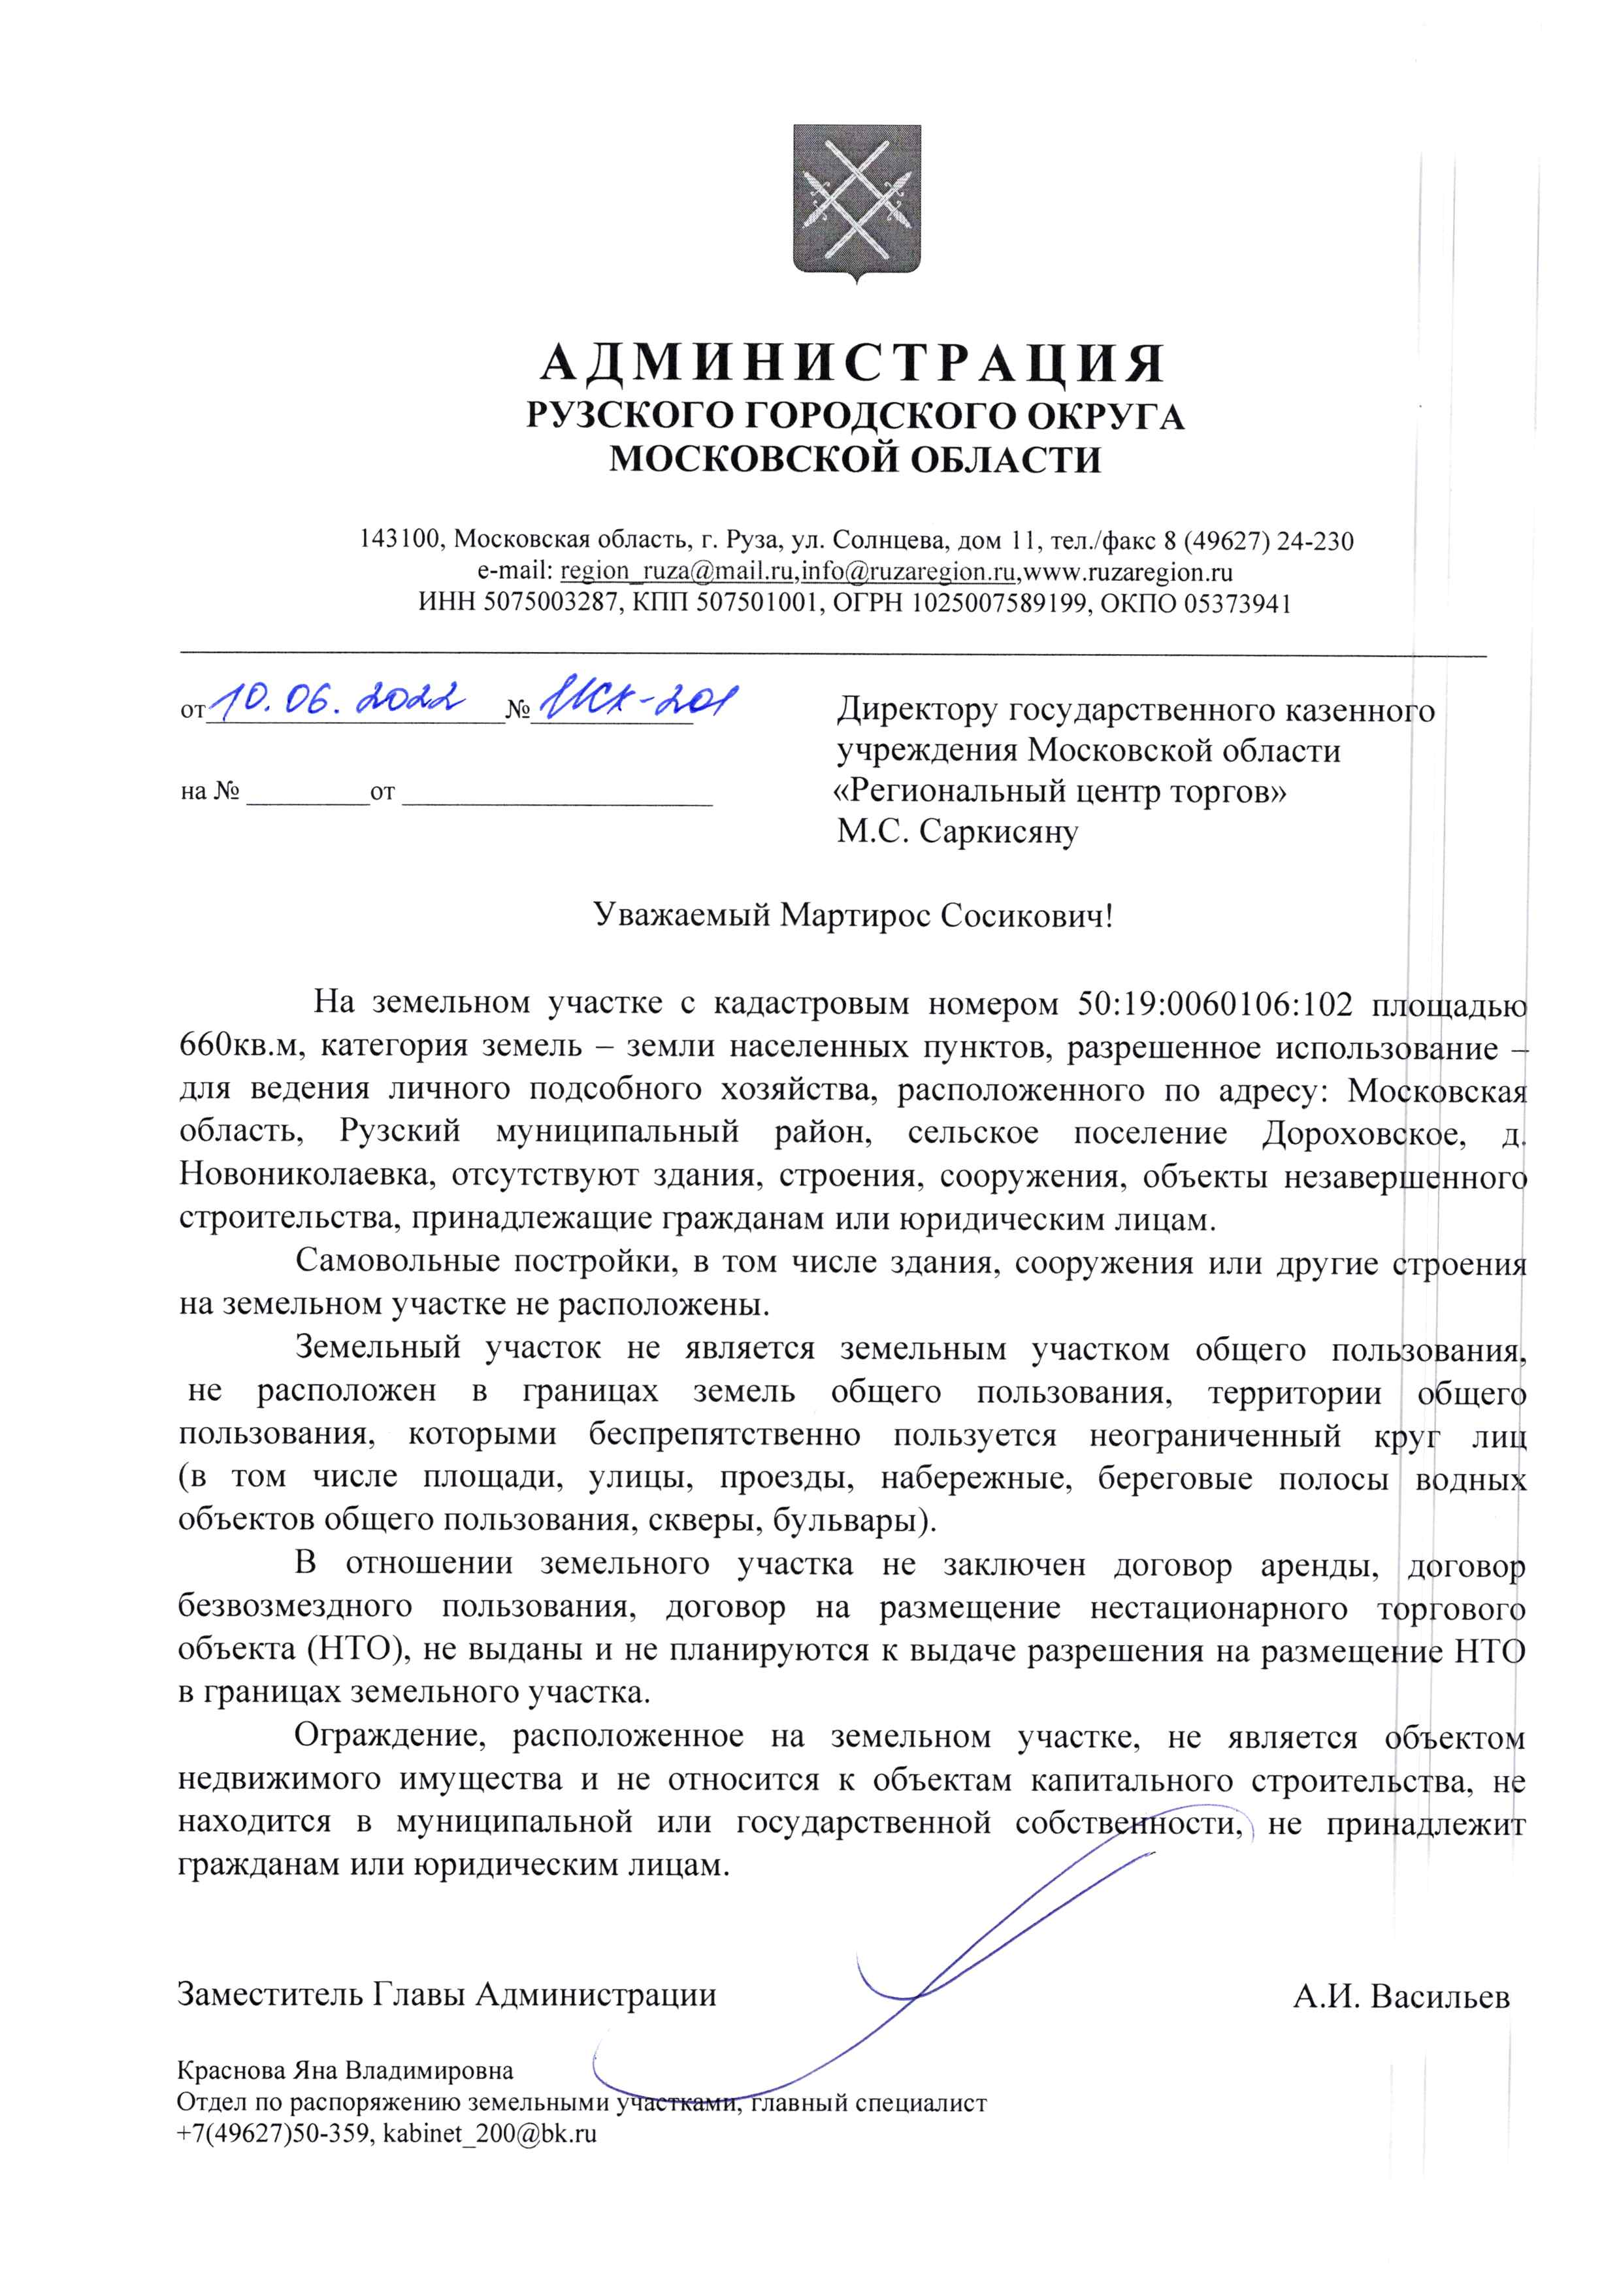 АДМИНИСТРАЦИЯ
РУЗСКОГО ГОРОДСКОГО ОКРУГА
МОСКОВСКОЙ ОБЛАСТИ
143100, Московская область, г. Руза, ул. Солнцева, дом 11, тел./факс 8 (49627) 24-230
e-mail: region_ruza@mail.ru,info@ruzaregion.ru,www.ruzaregion.ru
ИНН 5075003287, КПП 507501001, ОГРН 1025007589199, ОКПО 05373941
от 10.06.2022 №
на № __________от
Директору государственного казенного
учреждения Московской области
«Региональный центр торгов»
М.С. Саркисяну
Уважаемый Мартирос Сосикович!
На земельном участке с кадастровым номером 50:19:0060106:102 площадью
660кв.м, категория земель – земли населенных пунктов, разрешенное использование –
для ведения личного подсобного хозяйства, расположенного по адресу: Московская
область, Рузский муниципальный район, сельское поселение Дороховское, д.
Новониколаевка, отсутствуют здания, строения, сооружения, объекты незавершенного
строительства, принадлежащие гражданам или юридическим лицам.
Самовольные постройки, в том числе здания, сооружения или другие строения
на земельном участке не расположены.
Земельный участок не является земельным участком общего пользования,
не расположен в границах земель общего пользования, территории общего
пользования, которыми беспрепятственно пользуется неограниченный круг лиц
(в том числе площади, улицы, проезды, набережные, береговые полосы водных
объектов общего пользования, скверы, бульвары).
В отношении земельного участка не заключен договор аренды, договор
безвозмездного пользования, договор на размещение нестационарного торгового
объекта (НТО), не выданы и не планируются к выдаче разрешения на размещение НТО
в границах земельного участка.
Ограждение, расположенное на земельном участке, не является объектом
недвижимого имущества и не относится к объектам капитального строительства, не
находится в муниципальной или государственной собственности, не принадлежит
гражданам или юридическим лицам.
Заместитель Главы Администрации А.И. Васильев
Краснова Яна Владимировна
Отдел по распоряжению земельными участками, главный специалист
+7(49627)50-359, kabinet_200@bk.ru